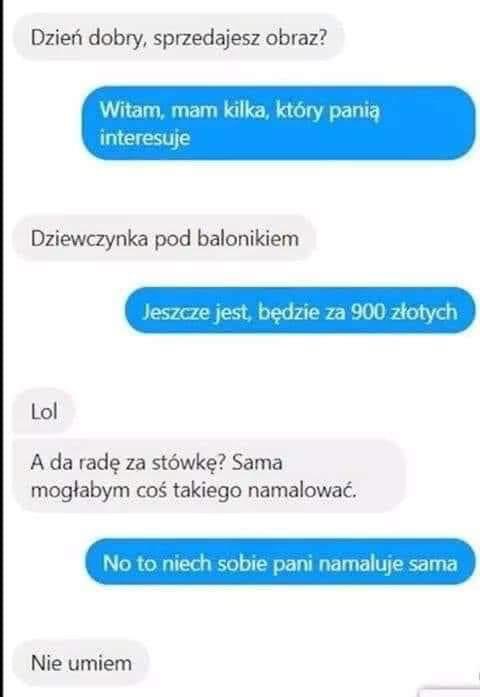 Dzień dobry, sprzedajesz obraz?
Witam, mam kilka, który panią
interesuje
Dziewczynka pod balonikiem
Jeszcze jest, będzie za 900 złotych
Lol
A da radę za stówkę? Sama
mogłabym coś takiego namalować.
No to niech sobie pani namaluje sama
Nie umiem